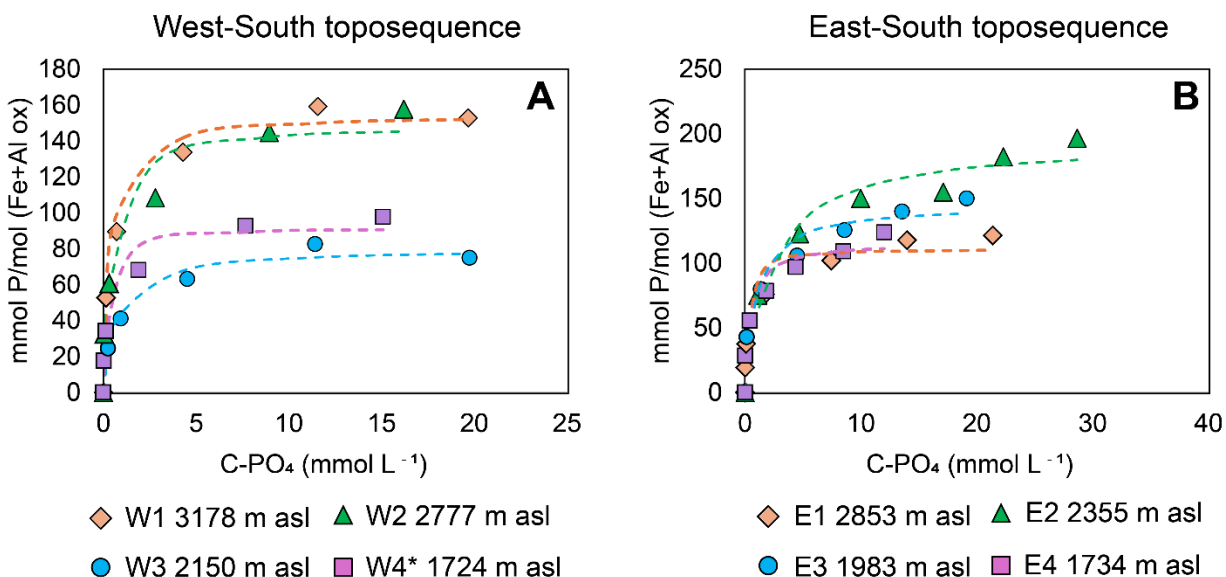 West-South toposequence
East-South toposequence
A
mmol P/mol (Fe+Al ox)
180
160
140
120
100
80
60
40
20
0
0 5 10 15 20 25
C-PO₄ (mmol L ⁻¹)
W1 3178 m asl
W2 2777 m asl
W3 2150 m asl
W4* 1724 m asl
B
mmol P/mol (Fe+Al ox)
250
200
150
100
50
0
0 10 20 30 40
C-PO₄ (mmol L ⁻¹)
E1 2853 m asl
E2 2355 m asl
E3 1983 m asl
E4 1734 m asl